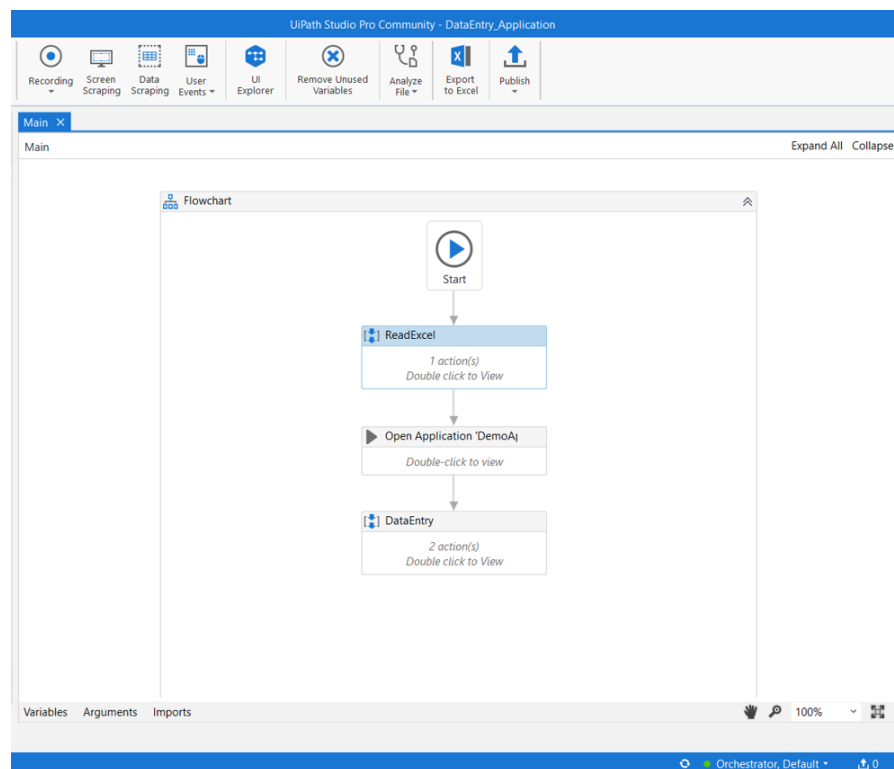 UiPath Studio Pro Community - DataEntry_Application
Recording
Screen Scraping
Data Scraping
User Events
UI Explorer
Remove Unused Variables
Analyze File
Export to Excel
Publish
Main
Main
Expand All Collapse
Flowchart
Start
ReadExcel
1 action(s)
Double click to View
Open Application 'DemoAp
Double-click to view
DataEntry
2 action(s)
Double click to View
Variables Arguments Imports
100%
Orchestrator, Default
0